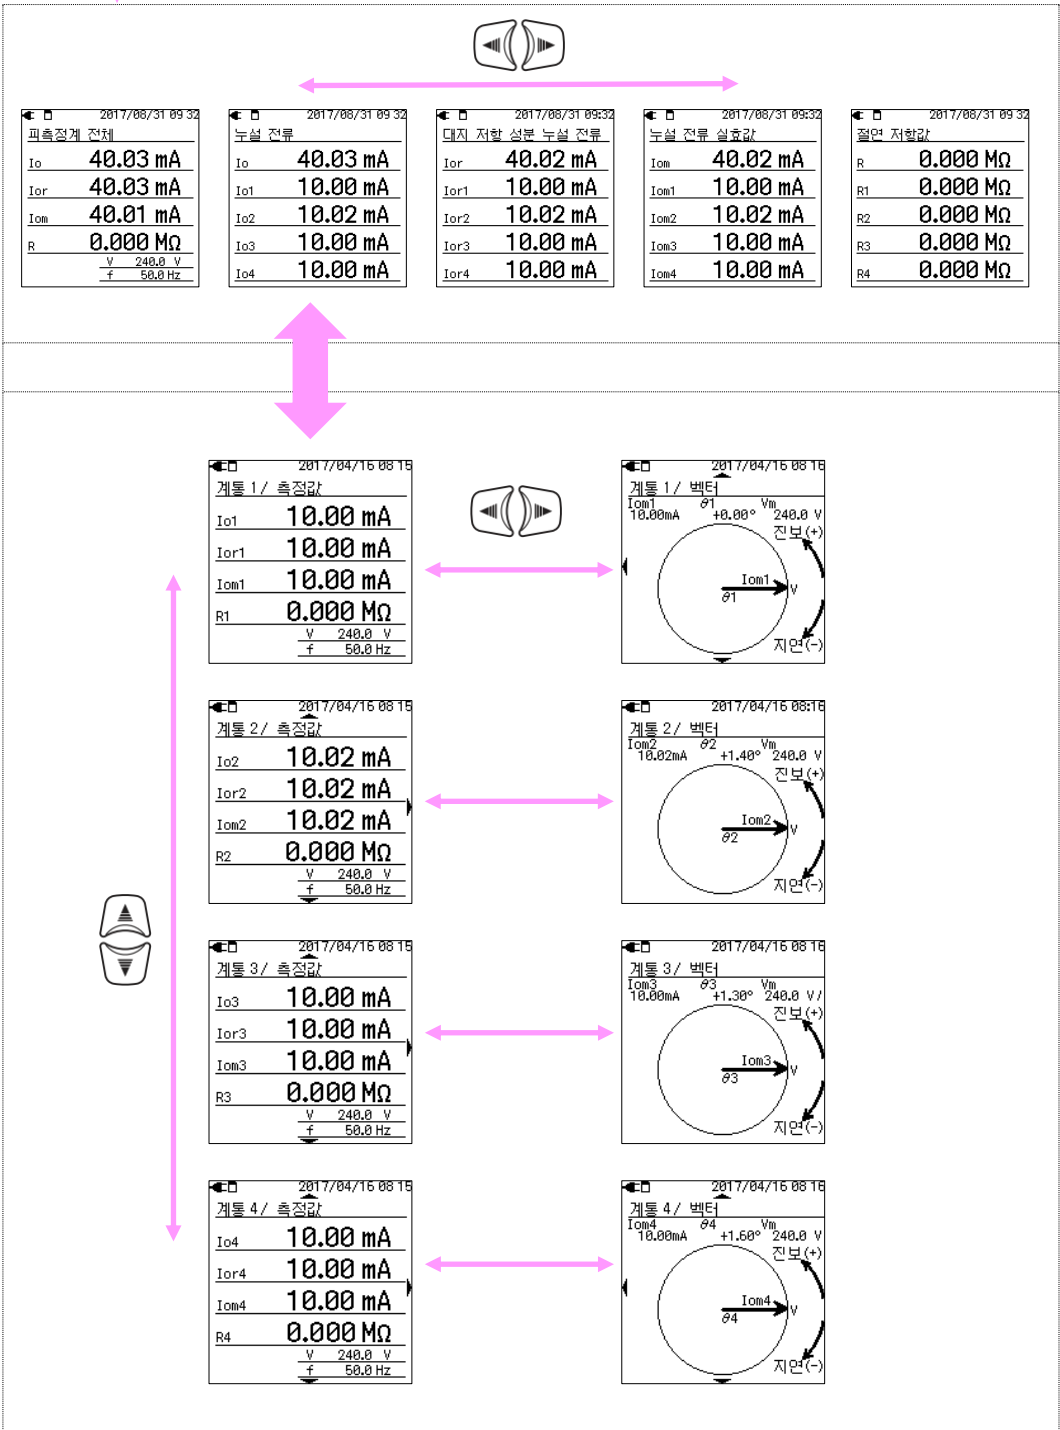 2017/08/31 09 32
피측정계 전체
Io 40.03 mA
Ior 40.03 mA
Iom 40.01 mA
R 0.000 MΩ
V 240.0 V
f 50.0 Hz
2017/08/31 09 32
누설 전류
Io 40.03 mA
Io1 10.00 mA
Io2 10.02 mA
Io3 10.00 mA
Io4 10.00 mA
2017/08/31 09:32
대지 저항 성분 누설 전류
Ior 40.02 mA
Ior1 10.00 mA
Ior2 10.02 mA
Ior3 10.00 mA
Ior4 10.00 mA
2017/08/31 09:32
누설 전류 실효값
Iom 40.02 mA
Iom1 10.00 mA
Iom2 10.02 mA
Iom3 10.00 mA
Iom4 10.00 mA
2017/08/31 09 32
절연 저항값
R 0.000 MΩ
R1 0.000 MΩ
R2 0.000 MΩ
R3 0.000 MΩ
R4 0.000 MΩ
2017/04/16 08 15
계통 1/ 측정값
Io1 10.00 mA
Ior1 10.00 mA
Iom1 10.00 mA
R1 0.000 MΩ
V 240.0 V
f 50.0 Hz
2017/04/16 08 16
계통 1/ 벡터
Iom1 θ1 Vm
10.00mA +0.00° 240.0 V
진보(+)
Iom1
V
θ1
지연(-)
2017/04/16 08 15
계통 2/ 측정값
Io2 10.02 mA
Ior2 10.02 mA
Iom2 10.02 mA
R2 0.000 MΩ
V 240.0 V
f 50.0 Hz
2017/04/16 08:16
계통 2/ 벡터
Iom2 θ2 Vm
10.02mA +1.40° 240.0 V
진보(+)
Iom2
V
θ2
지연(-)
2017/04/16 08 15
계통 3/ 측정값
Io3 10.00 mA
Ior3 10.00 mA
Iom3 10.00 mA
R3 0.000 MΩ
V 240.0 V
f 50.0 Hz
2017/04/16 08 16
계통 3/ 벡터
Iom3 θ3 Vm
10.00mA +1.30° 240.0 V/
진보(+)
Iom3
V
θ3
지연(-)
2017/04/16 08 15
계통 4/ 측정값
Io4 10.00 mA
Ior4 10.00 mA
Iom4 10.00 mA
R4 0.000 MΩ
V 240.0 V
f 50.0 Hz
2017/04/16 08 16
계통 4/ 벡터
Iom4 θ4 Vm
10.00mA +1.60° 240.0 V
진보(+)
Iom4
V
θ4
지연(-)